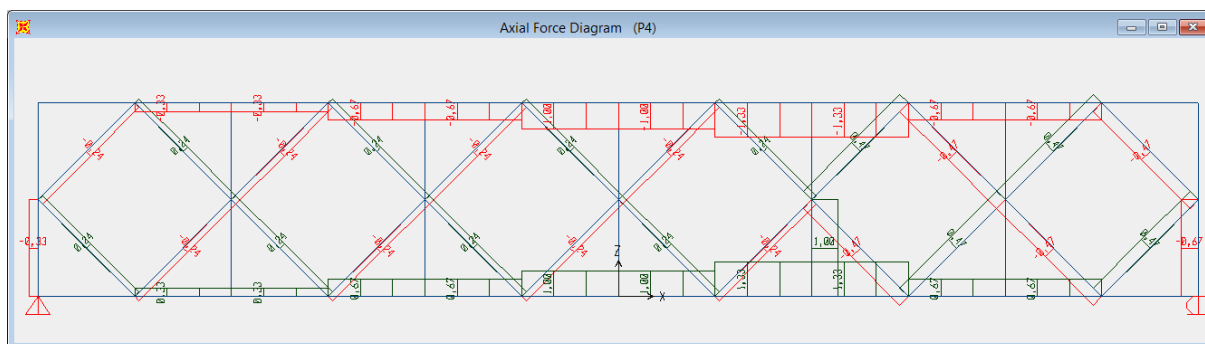 Axial Force Diagram (P4)
-0,33 -0,33 -0,67 -0,67 -1,00 -1,00 -1,33 -1,33 -0,67 -0,67
-0,24 0,24 -0,24 0,24 -0,24 0,24 -0,24 0,24 0,47 -0,47 0,47 -0,47
-0,33 0,24 -0,24 0,24 -0,24 0,24 -0,24 0,24 -0,24 1,00 -0,47 0,47 -0,47 0,47 -0,67
Z
0,33 0,33 0,67 0,67 1,00 1,00 X 1,33 1,33 0,67 0,67